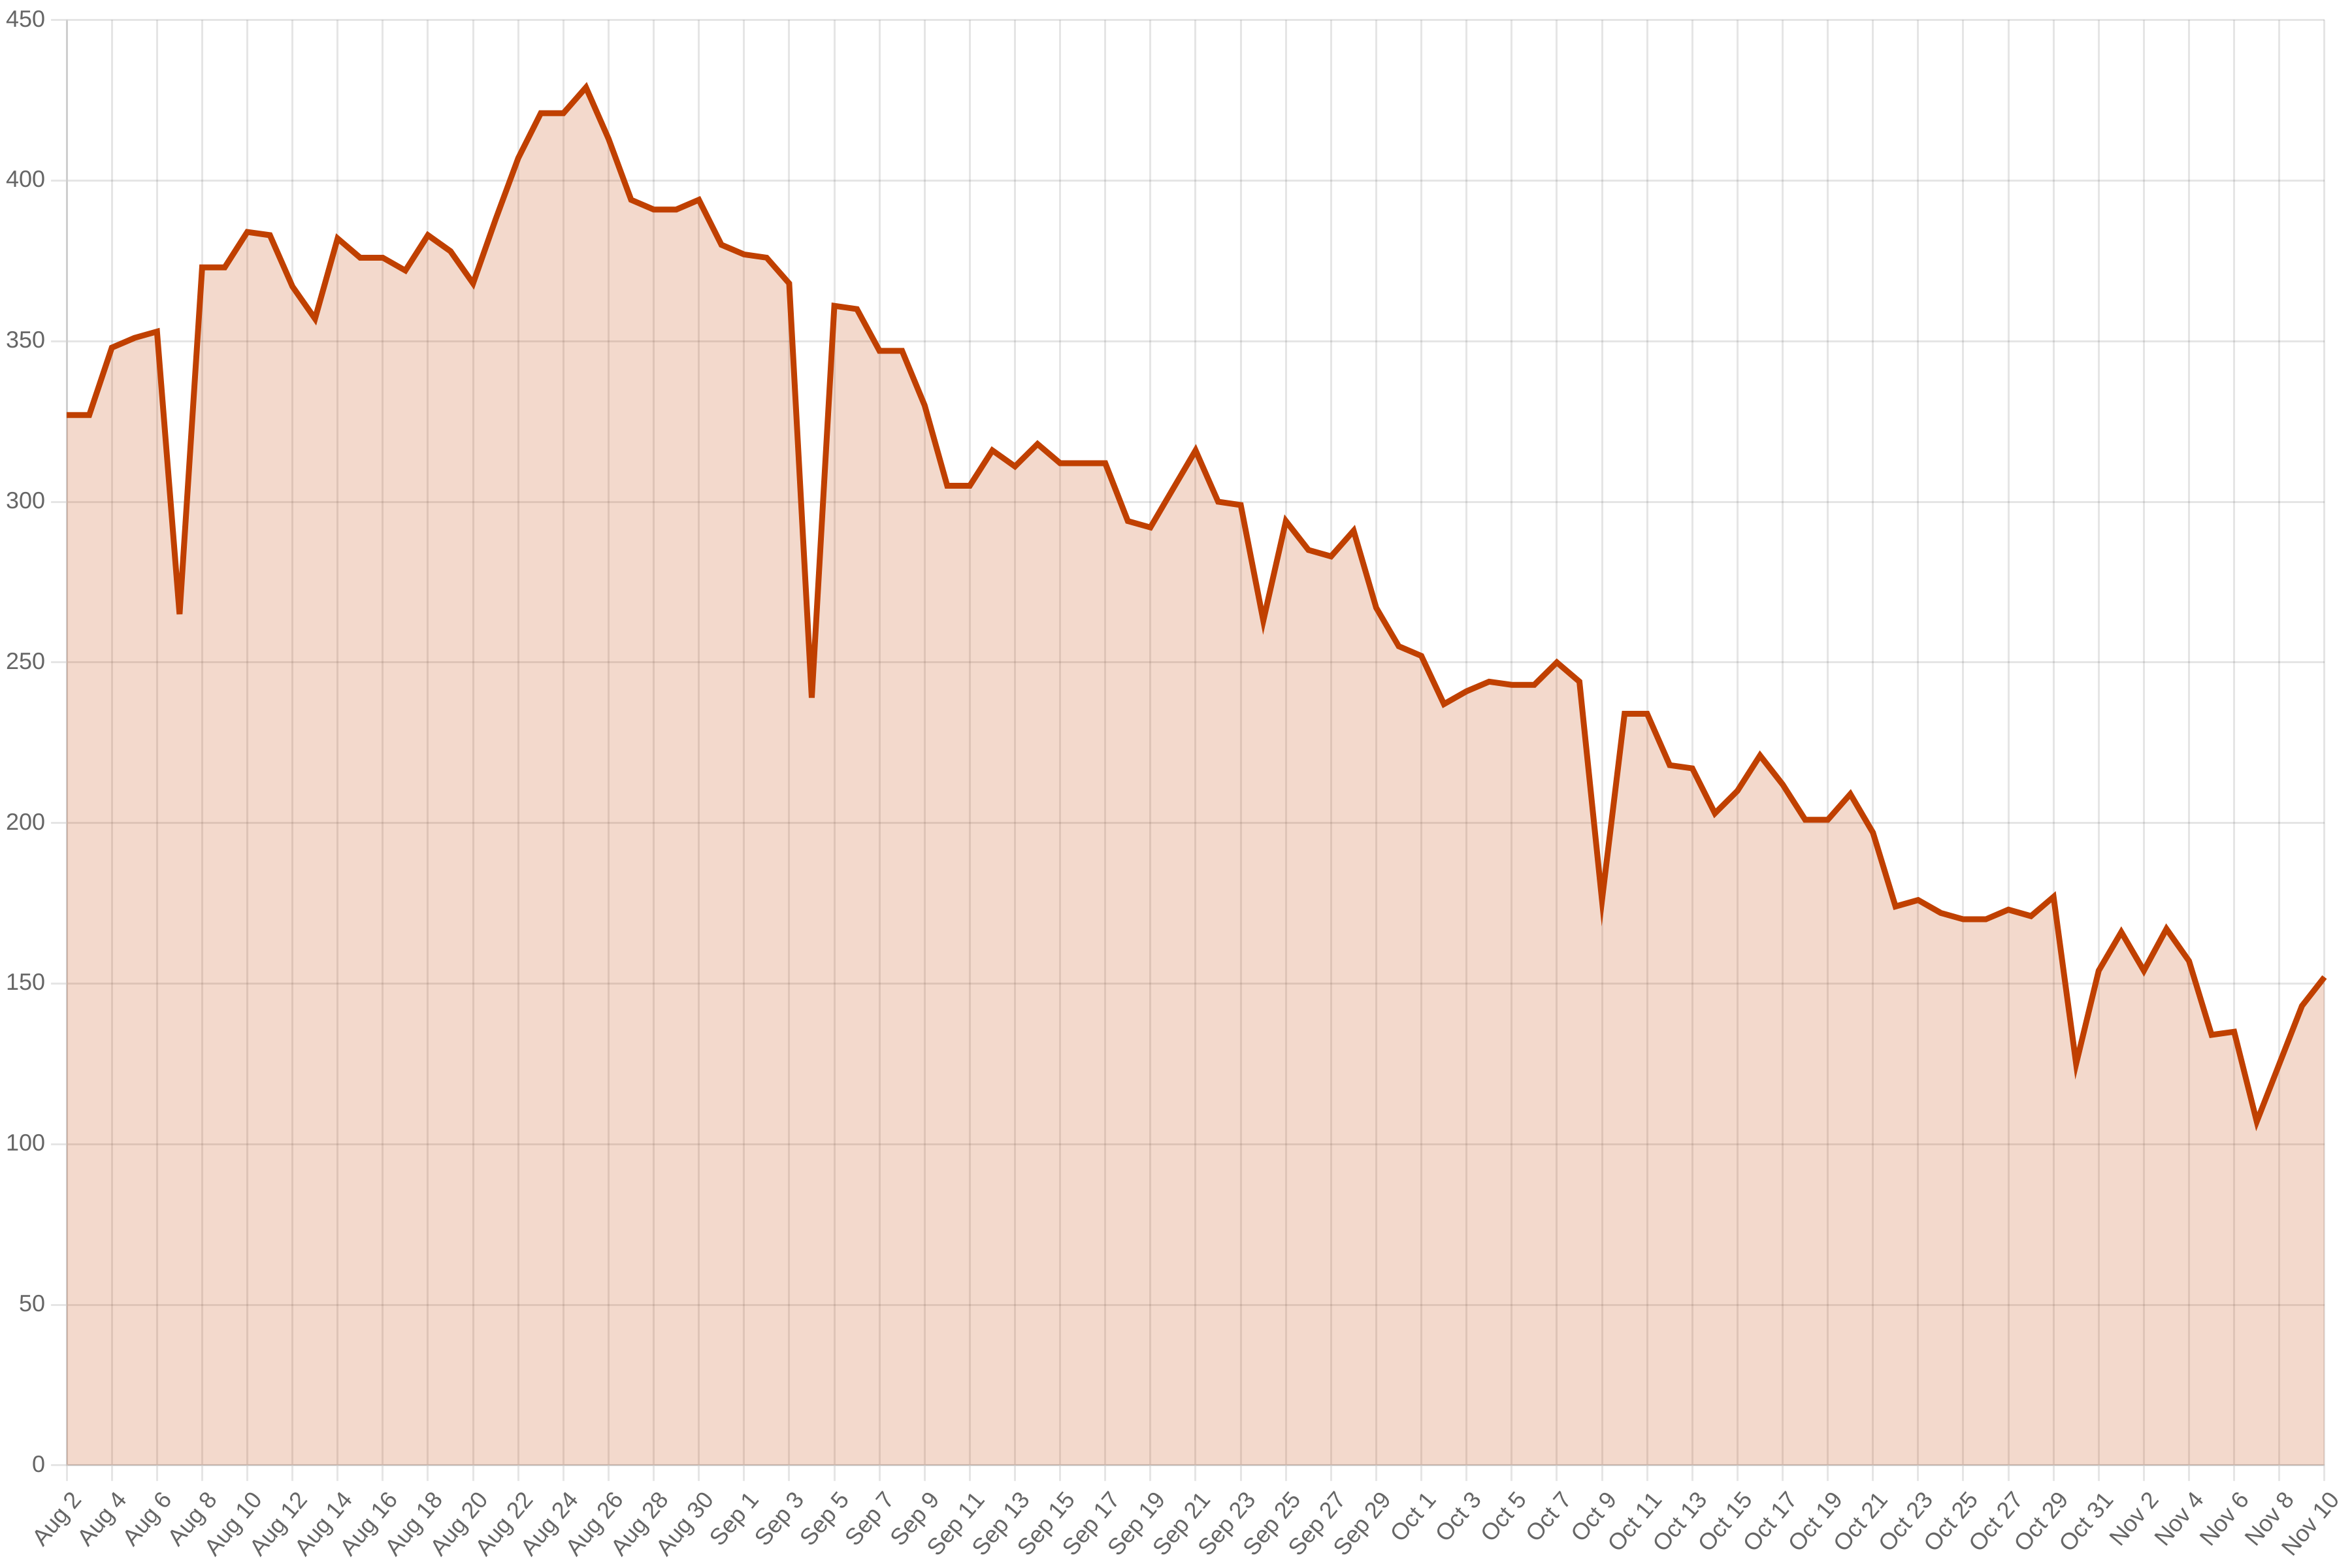 450
400
350
300
250
200
150
100
50
0
Aug 2
Aug 4
Aug 6
Aug 8
Aug 10
Aug 12
Aug 14
Aug 16
Aug 18
Aug 20
Aug 22
Aug 24
Aug 26
Aug 28
Aug 30
Sep 1
Sep 3
Sep 5
Sep 7
Sep 9
Sep 11
Sep 13
Sep 15
Sep 17
Sep 19
Sep 21
Sep 23
Sep 25
Sep 27
Sep 29
Oct 1
Oct 3
Oct 5
Oct 7
Oct 9
Oct 11
Oct 13
Oct 15
Oct 17
Oct 19
Oct 21
Oct 23
Oct 25
Oct 27
Oct 29
Oct 31
Nov 2
Nov 4
Nov 6
Nov 8
Nov 10